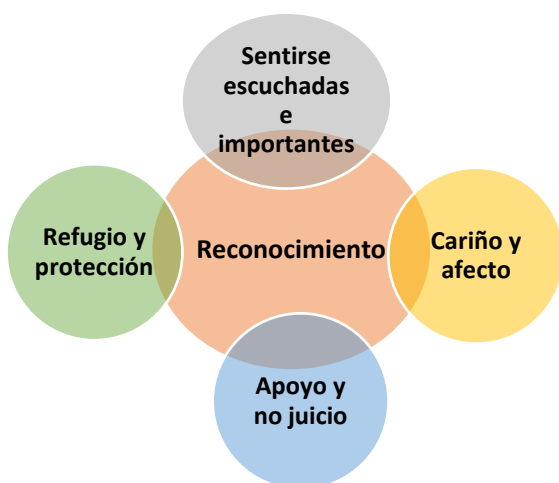 Sentirse
escuchadas
e
importantes
Refugio y
protección
Reconocimiento
Cariño y
afecto
Apoyo y
no juicio